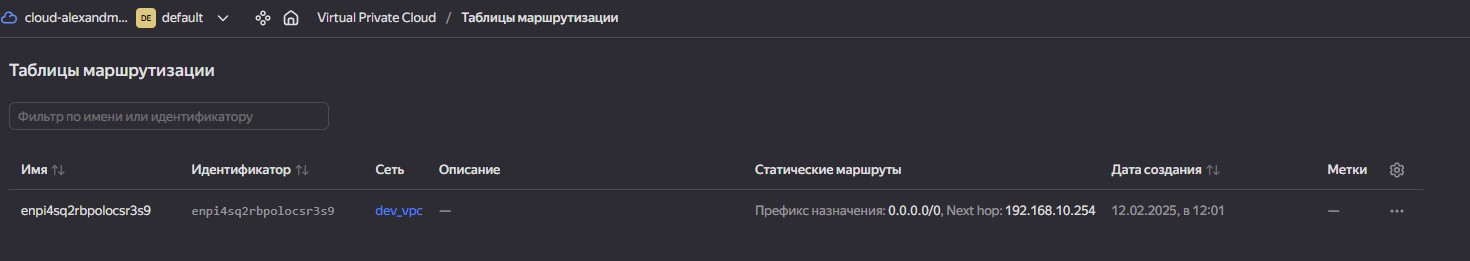 cloud-alexandm... DE default Virtual Private Cloud / Таблицы маршрутизации
Таблицы маршрутизации
Фильтр по имени или идентификатору
Имя Идентификатор Сеть Описание Статические маршруты Дата создания Метки
enpi4sq2rbpolocsr3s9 enpi4sq2rbpolocsr3s9 dev_vpc — Префикс назначения: 0.0.0.0/0, Next hop: 192.168.10.254 12.02.2025, в 12:01 —